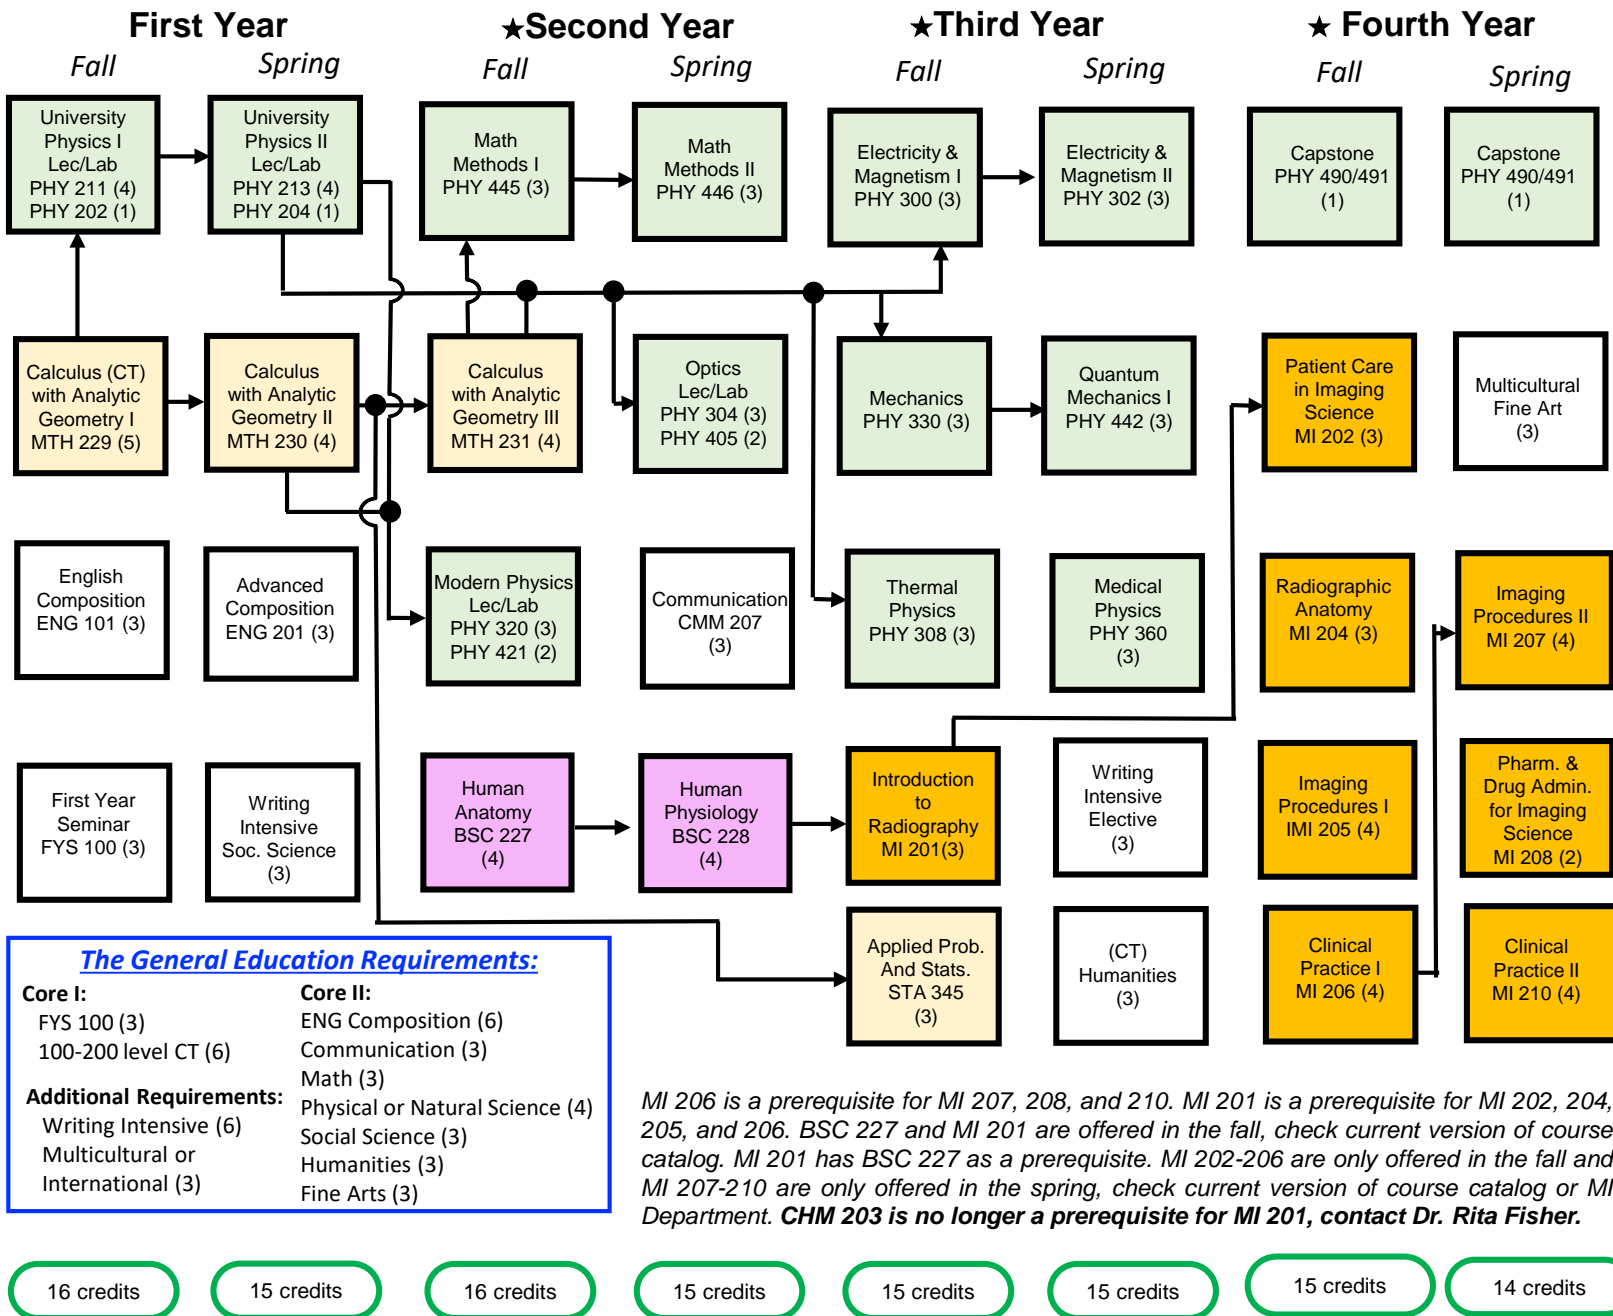 First Year
★Second Year
★Third Year
★ Fourth Year
Fall
Spring
Fall
Spring
Fall
Spring
Fall
Spring
University
Physics I
Lec/Lab
PHY 211 (4)
PHY 202 (1)
University
Physics II
Lec/Lab
PHY 213 (4)
PHY 204 (1)
Math
Methods I
PHY 445 (3)
Math
Methods II
PHY 446 (3)
Electricity &
Magnetism I
PHY 300 (3)
Electricity &
Magnetism II
PHY 302 (3)
Capstone
PHY 490/491
(1)
Capstone
PHY 490/491
(1)
Calculus (CT)
with Analytic
Geometry I
MTH 229 (5)
Calculus
with Analytic
Geometry II
MTH 230 (4)
Calculus
with Analytic
Geometry III
MTH 231 (4)
Optics
Lec/Lab
PHY 304 (3)
PHY 405 (2)
Mechanics
PHY 330 (3)
Quantum
Mechanics I
PHY 442 (3)
Patient Care
in Imaging
Science
MI 202 (3)
Multicultural
Fine Art
(3)
English
Composition
ENG 101 (3)
Advanced
Composition
ENG 201 (3)
Modern Physics
Lec/Lab
PHY 320 (3)
PHY 421 (2)
Communication
CMM 207
(3)
Thermal
Physics
PHY 308 (3)
Medical
Physics
PHY 360
(3)
Radiographic
Anatomy
MI 204 (3)
Imaging
Procedures II
MI 207 (4)
First Year
Seminar
FYS 100 (3)
Writing
Intensive
Soc. Science
(3)
Human
Anatomy
BSC 227
(4)
Human
Physiology
BSC 228
(4)
Introduction
to
Radiography
MI 201(3)
Writing
Intensive
Elective
(3)
Imaging
Procedures I
IMI 205 (4)
Pharm. &
Drug Admin.
for Imaging
Science
MI 208 (2)
Applied Prob.
And Stats.
STA 345
(3)
(CT)
Humanities
(3)
Clinical
Practice I
MI 206 (4)
Clinical
Practice II
MI 210 (4)
The General Education Requirements:
Core I:
FYS 100 (3)
100-200 level CT (6)
Additional Requirements:
Writing Intensive (6)
Multicultural or
International (3)
Core II:
ENG Composition (6)
Communication (3)
Math (3)
Physical or Natural Science (4)
Social Science (3)
Humanities (3)
Fine Arts (3)
MI 206 is a prerequisite for MI 207, 208, and 210. MI 201 is a prerequisite for MI 202, 204,
205, and 206. BSC 227 and MI 201 are offered in the fall, check current version of course
catalog. MI 201 has BSC 227 as a prerequisite. MI 202-206 are only offered in the fall and
MI 207-210 are only offered in the spring, check current version of course catalog or MI
Department. CHM 203 is no longer a prerequisite for MI 201, contact Dr. Rita Fisher.
16 credits
15 credits
16 credits
15 credits
15 credits
15 credits
15 credits
14 credits